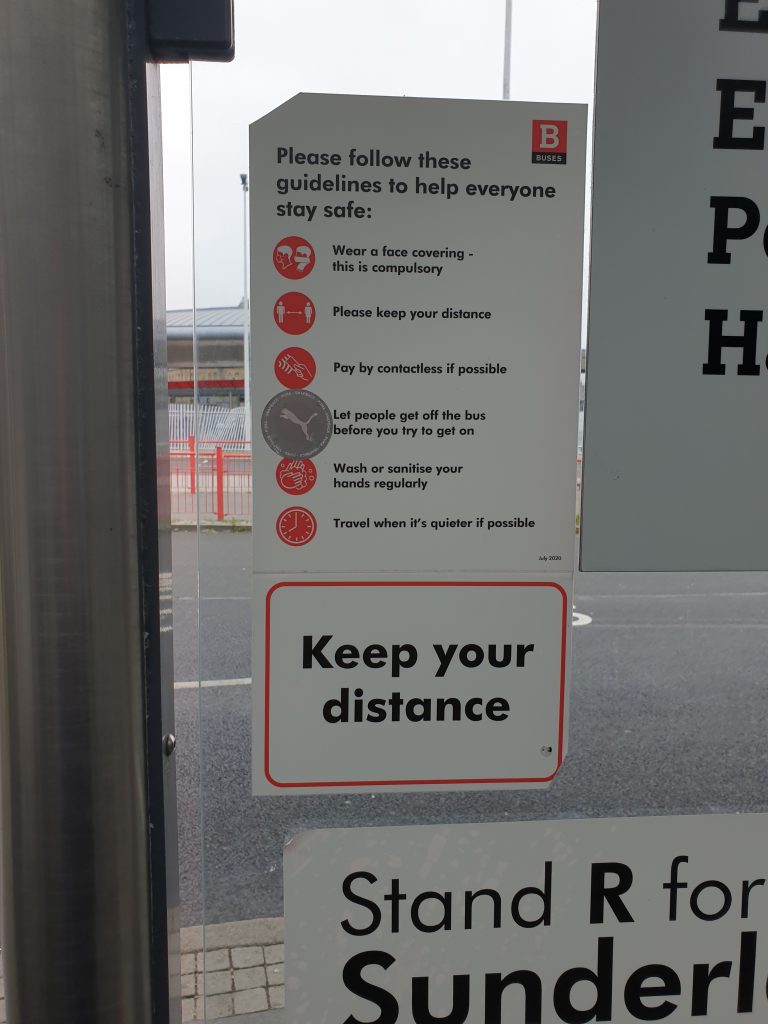 B
BUSES
Please follow these
guidelines to help everyone
stay safe:
Wear a face covering -
this is compulsory
Please keep your distance
Pay by contactless if possible
Let people get off the bus
before you try to get on
Wash or sanitise your
hands regularly
Travel when it's quieter if possible
July 2020
Keep your
distance
Stand R for
Sunderl